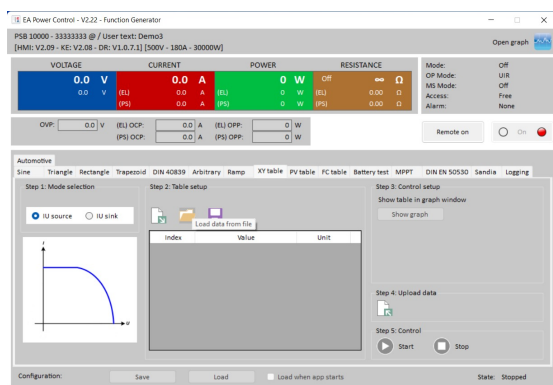 EA Power Control - V2.22 - Function Generator
PSB 10000 - 33333333 @ / User text: Demo3
[HMI: V2.09 - KE: V2.08 - DR: V1.0.7.1] [500V - 180A - 30000W]
Open graph
VOLTAGE CURRENT POWER RESISTANCE
0.0 V 0.0 A 0 W Off ∞ Ω
0.0 V (EL) 0.0 A (EL) 0 W (EL) 0.00 Ω
(PS) 0.0 A (PS) 0 W (PS) 0.00 Ω
Mode: Off
OP Mode: UIR
MS Mode: Off
Access: Free
Alarm: None
OVP: 0.0 V (EL) OCP: 0.0 A (EL) OPP: 0 W
(PS) OCP: 0.0 A (PS) OPP: 0 W
Remote on On
Automotive
Sine Triangle Rectangle Trapezoid DIN 40839 Arbitrary Ramp XY table PV table FC table Battery test MPPT DIN EN 50530 Sandia Logging
Step 1: Mode selection
IU source IU sink
I
U
Step 2: Table setup
Load data from file
Index Value Unit
Step 3: Control setup
Show table in graph window
Show graph
Step 4: Upload data
Step 5: Control
Start Stop
Configuration: Save Load Load when app starts State: Stopped